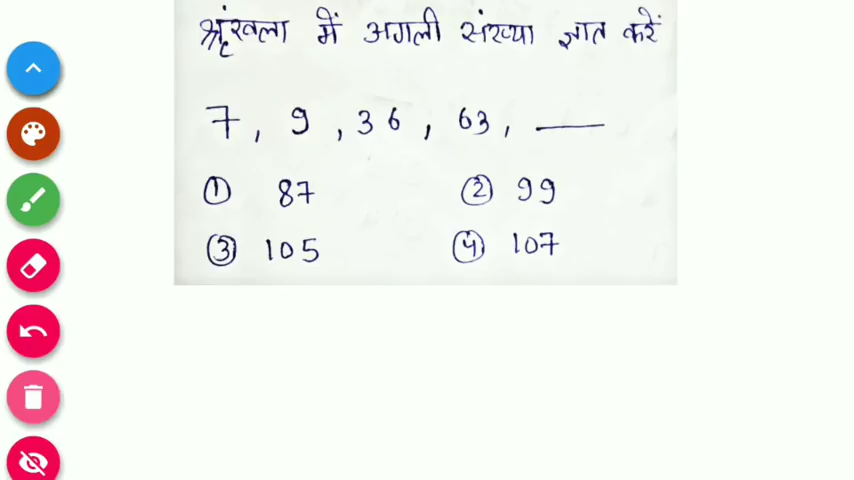 श्रृंखला में अगली संख्या ज्ञात करें
7, 9, 36, 63, ___
① 87 ② 99
③ 105 ④ 107